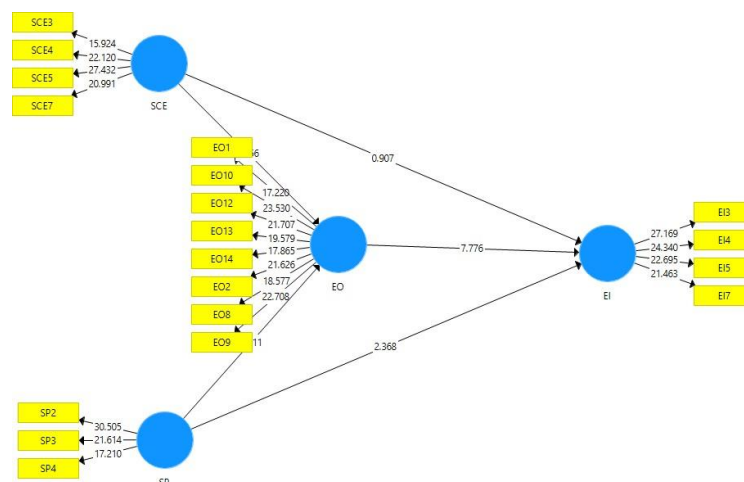 SCE3
SCE4
SCE5
SCE7
15.924
22.120
27.432
20.991
SCE
EO1
EO10
EO12
EO13
EO14
EO2
EO8
EO9
17.220
23.530
21.707
19.579
17.865
21.626
18.577
22.708
EO
0.907
7.776
2.368
27.169
24.340
22.695
21.463
EI
EI3
EI4
EI5
EI7
SP2
SP3
SP4
30.505
21.614
17.210